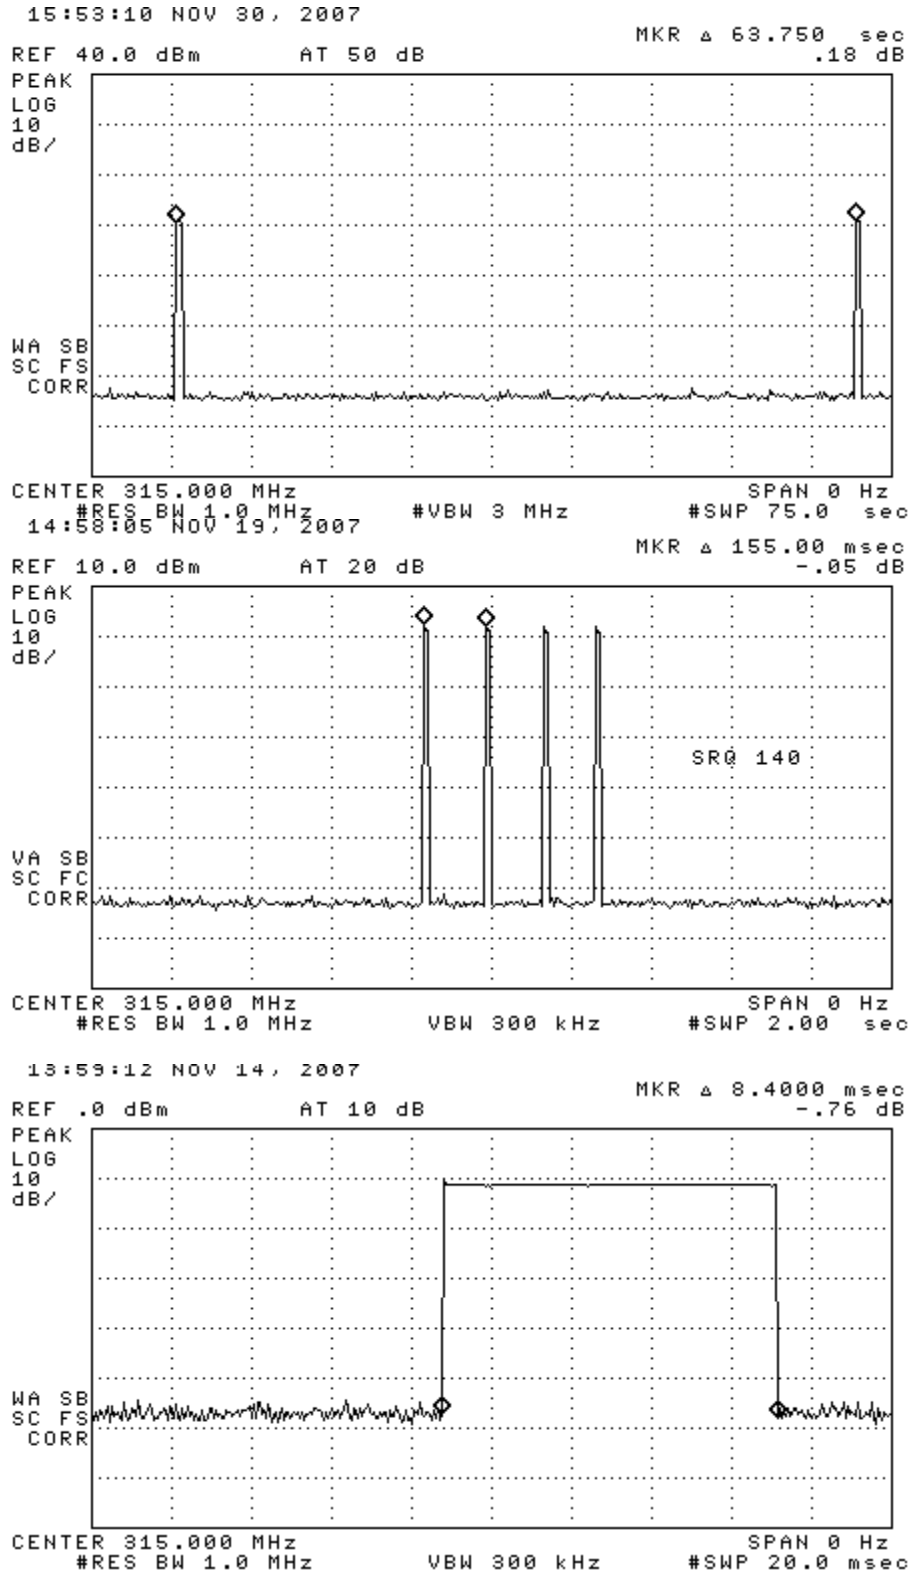 15:53:10 NOV 30, 2007
MKR Δ 63.750 sec
REF 40.0 dBm AT 50 dB .18 dB
PEAK
LOG
10
dB/
WA SB
SC FS
CORR
CENTER 315.000 MHz SPAN 0 Hz
#RES BW 1.0 MHz #VBW 3 MHz #SWP 75.0 sec
14:58:05 NOV 19, 2007
MKR Δ 155.00 msec
REF 10.0 dBm AT 20 dB -.05 dB
PEAK
LOG
10
dB/
SRQ 140
VA SB
SC FC
CORR
CENTER 315.000 MHz SPAN 0 Hz
#RES BW 1.0 MHz VBW 300 kHz #SWP 2.00 sec
13:59:12 NOV 14, 2007
MKR Δ 8.4000 msec
REF .0 dBm AT 10 dB -.76 dB
PEAK
LOG
10
dB/
WA SB
SC FS
CORR
CENTER 315.000 MHz SPAN 0 Hz
#RES BW 1.0 MHz VBW 300 kHz #SWP 20.0 msec